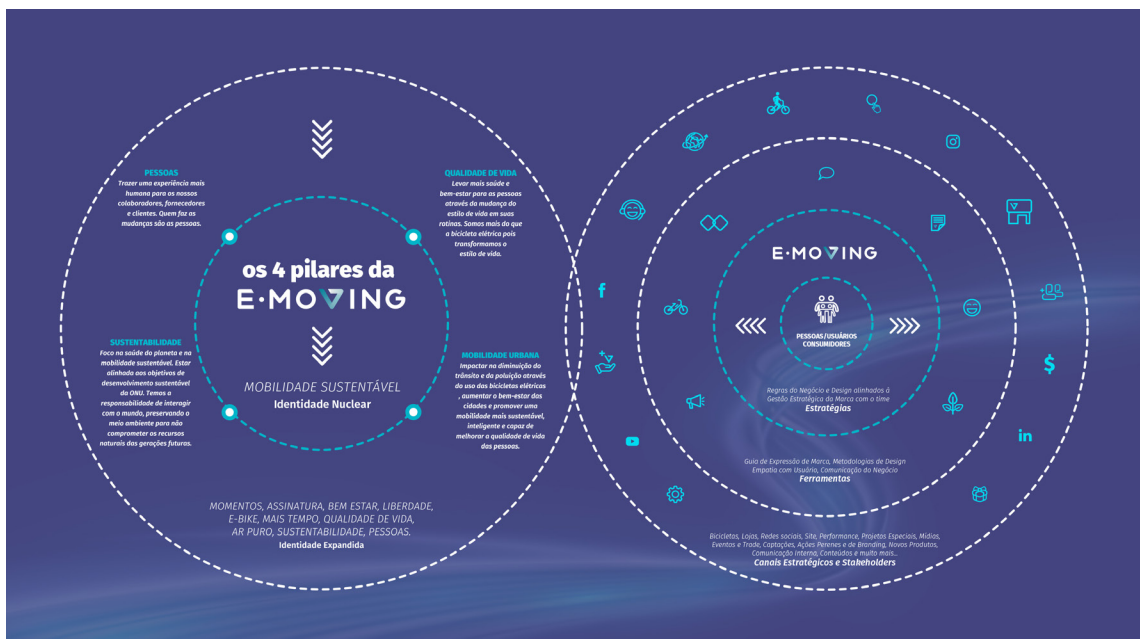 PESSOAS
Trazer uma experiência mais
humana para os nossos
colaboradores, fornecedores
e clientes. Quem faz as
mudanças são as pessoas.
QUALIDADE DE VIDA
Levar mais saúde e
bem-estar para as pessoas
através da mudança do
estilo de vida em suas
rotinas. Somos mais do que
a bicicleta elétrica pois
transformamos o
estilo de vida.
os 4 pilares da
E·MOVING
MOBILIDADE SUSTENTÁVEL
Identidade Nuclear
SUSTENTABILIDADE
Foco na saúde do planeta e na
mobilidade sustentável. Estar
alinhada aos objetivos de
desenvolvimento sustentável
da ONU. Temos a
responsabilidade de interagir
com o mundo, preservando o
meio ambiente para não
comprometer os recursos
naturais das gerações futuras.
MOBILIDADE URBANA
Impactar na diminuição do
trânsito e da poluição através
do uso das bicicletas elétricas
, aumentar o bem-estar das
cidades e promover uma
mobilidade mais sustentável,
inteligente e capaz de
melhorar a qualidade de vida
das pessoas.
MOMENTOS, ASSINATURA, BEM ESTAR, LIBERDADE,
E-BIKE, MAIS TEMPO, QUALIDADE DE VIDA,
AR PURO, SUSTENTABILIDADE, PESSOAS.
Identidade Expandida
E·MOVING
PESSOAS/USUÁRIOS
CONSUMIDORES
Regras do Negócio e Design alinhados à
Gestão Estratégica da Marca com o time
Estratégias
Guia de Expressão de Marca, Metodologias de Design
Empatia com Usuário, Comunicação do Negócio
Ferramentas
Bicicletas, Lojas, Redes sociais, Site, Performance, Projetos Especiais, Mídias,
Eventos e Trade, Captações, Ações Perenes e de Branding, Novos Produtos,
Comunicação Interna, Conteúdos e muito mais...
Canais Estratégicos e Stakeholders